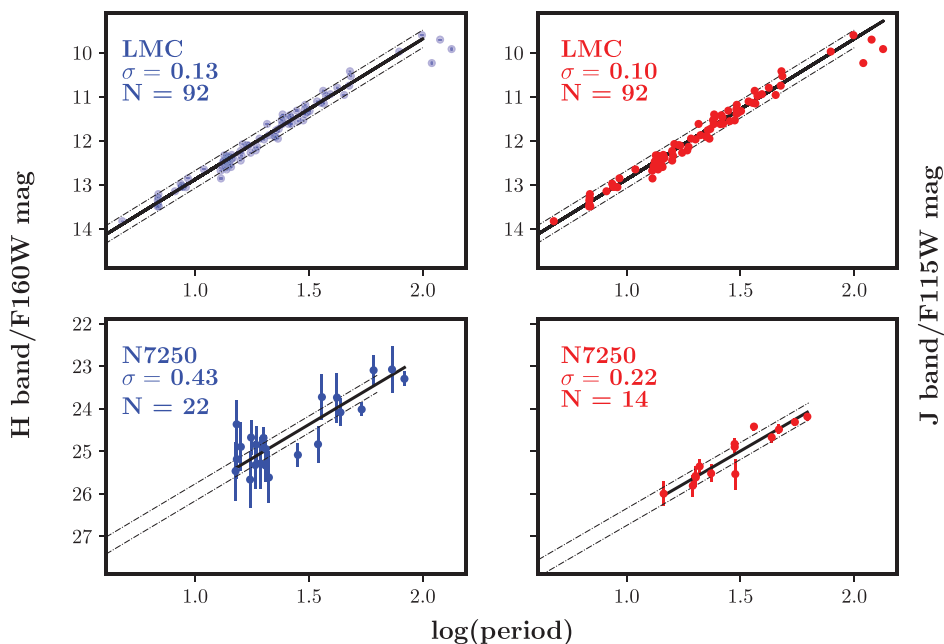 H band/F160W mag
J band/F115W mag
LMC
σ = 0.13
N = 92
10
11
12
13
14
1.0
1.5
2.0
LMC
σ = 0.10
N = 92
10
11
12
13
14
1.0
1.5
2.0
N7250
σ = 0.43
N = 22
22
23
24
25
26
27
1.0
1.5
2.0
N7250
σ = 0.22
N = 14
1.0
1.5
2.0
log(period)